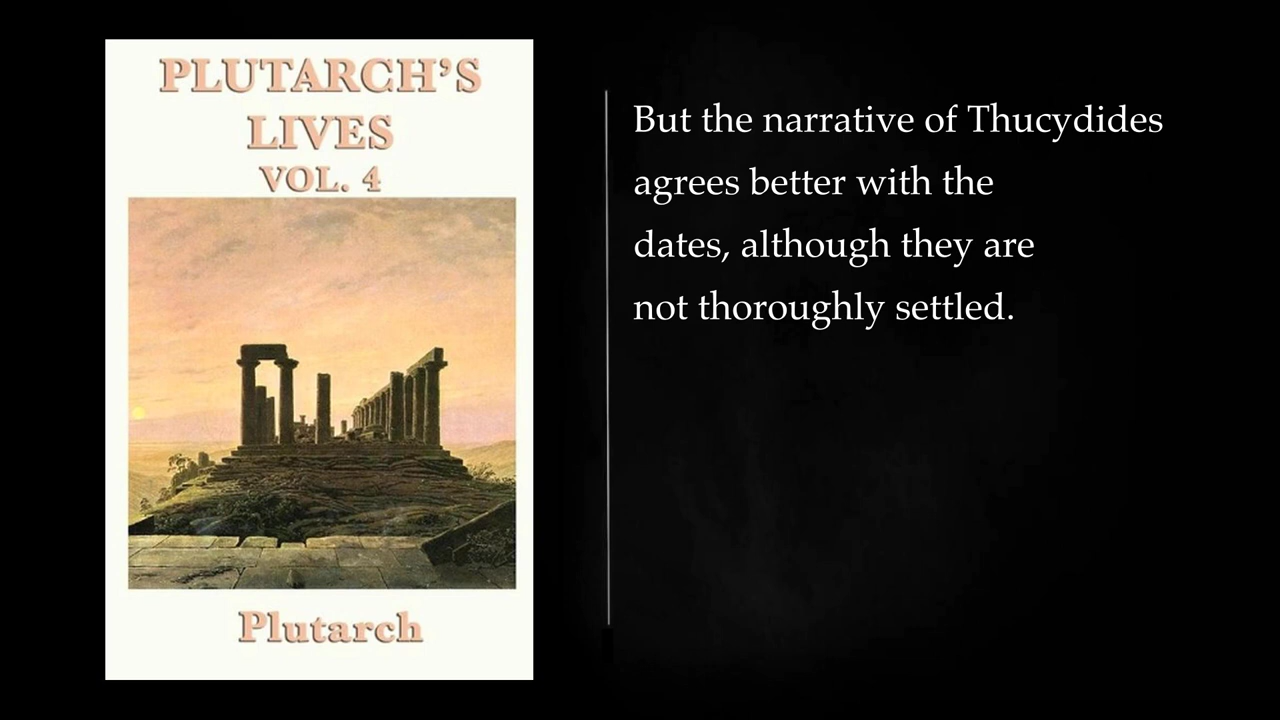 PLUTARCH'S
LIVES
VOL. 4
Plutarch
But the narrative of Thucydides
agrees better with the
dates, although they are
not thoroughly settled.